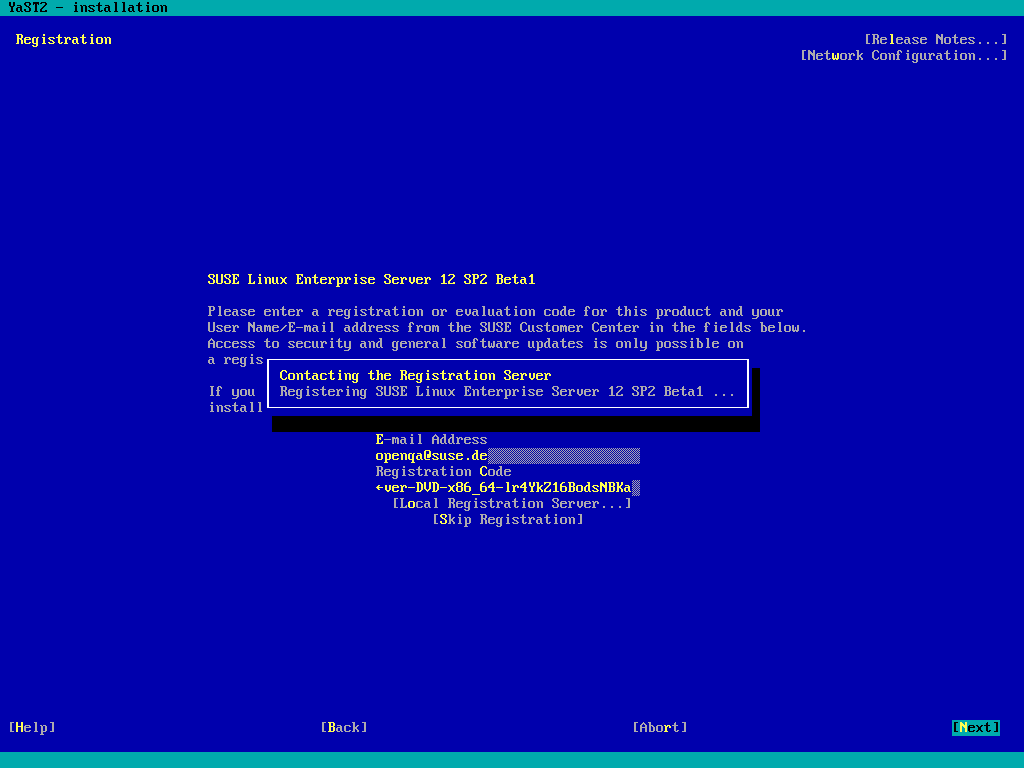 YaST2 - installation
Registration [Release Notes...]
[Network Configuration...]
SUSE Linux Enterprise Server 12 SP2 Beta1
Please enter a registration or evaluation code for this product and your
User Name/E-mail address from the SUSE Customer Center in the fields below.
Access to security and general software updates is only possible on
a regis
Contacting the Registration Server
If you
Registering SUSE Linux Enterprise Server 12 SP2 Beta1 ...
install
E-mail Address
openqa@suse.de
Registration Code
←ver-DVD-x86_64-lr4YkZ16BodsNBKa
[Local Registration Server...]
[Skip Registration]
[Help] [Back] [Abort] [Next]